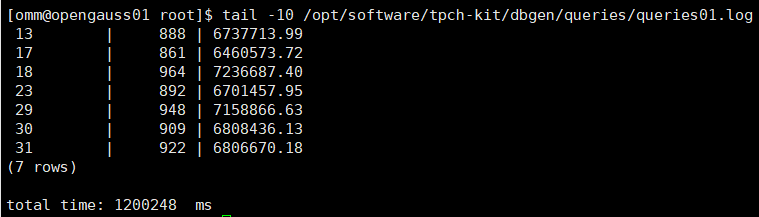 [omm@opengauss01 root]$ tail -10 /opt/software/tpch-kit/dbgen/queries/queries01.log
 13         |     888 | 6737713.99
 17         |     861 | 6460573.72
 18         |     964 | 7236687.40
 23         |     892 | 6701457.95
 29         |     948 | 7158866.63
 30         |     909 | 6808436.13
 31         |     922 | 6806670.18
(7 rows)

total time: 1200248  ms